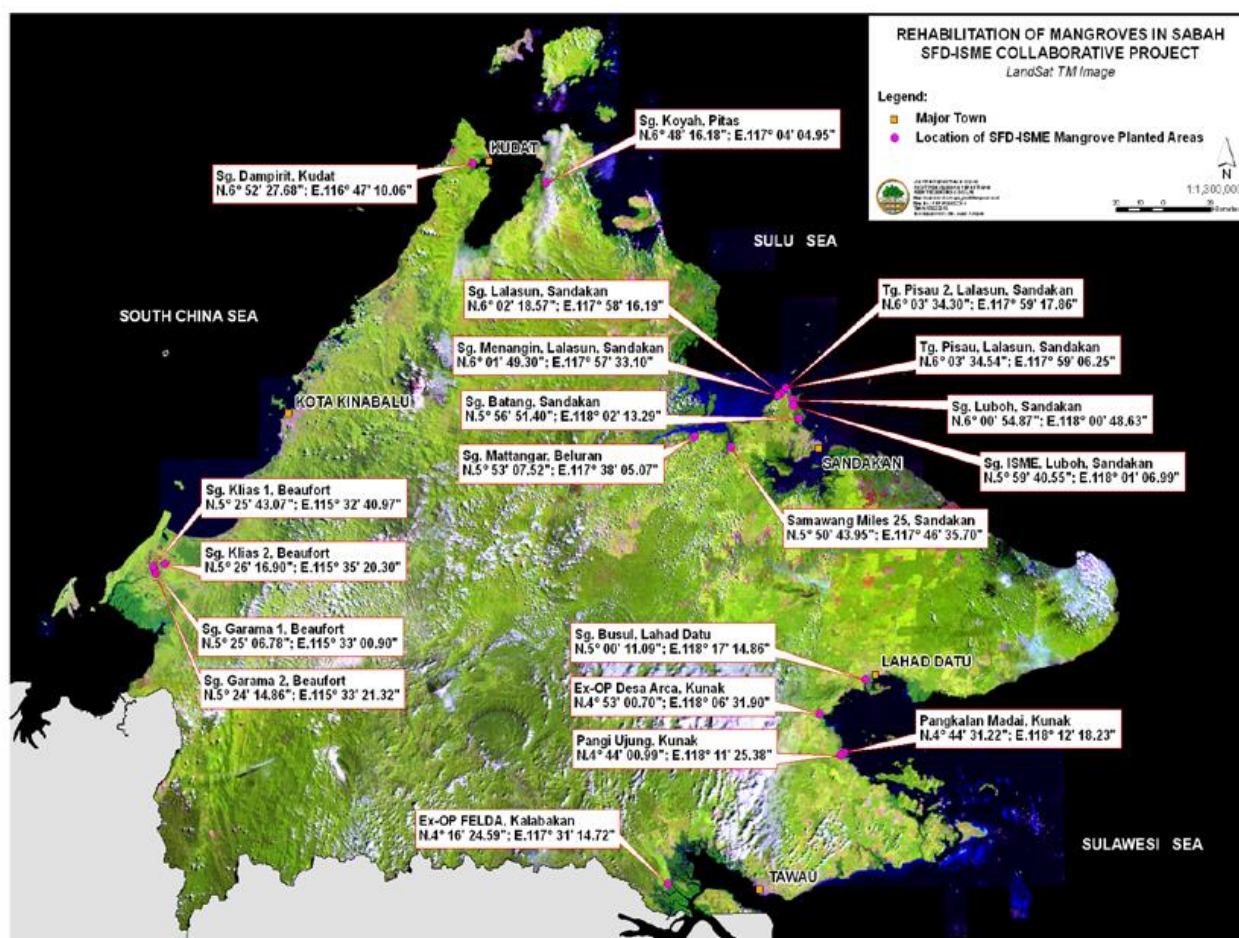 REHABILITATION OF MANGROVES IN SABAH
SFD-ISME COLLABORATIVE PROJECT
LandSat TM Image
Legend:
Major Town
Location of SFD-ISME Mangrove Planted Areas
N
1:1,300,000
Sg. Koyah, Pitas
N.6° 48' 16.18"; E.117° 04' 04.95"
KUDAT
Sg. Dampirit, Kudat
N.6° 52' 27.68"; E.116° 47' 10.06"
SULU SEA
SOUTH CHINA SEA
Sg. Lalasun, Sandakan
N.6° 02' 18.57"; E.117° 58' 16.19"
Tg. Pisau 2, Lalasun, Sandakan
N.6° 03' 34.30"; E.117° 59' 17.86"
Sg. Menangin, Lalasun, Sandakan
N.6° 01' 49.30"; E.117° 57' 33.10"
Tg. Pisau, Lalasun, Sandakan
N.6° 03' 34.54"; E.117° 59' 06.25"
KOTA KINABALU
Sg. Batang, Sandakan
N.5° 56' 51.40"; E.118° 02' 13.29"
Sg. Luboh, Sandakan
N.6° 00' 54.87"; E.118° 00' 48.63"
Sg. Mattangar, Beluran
N.5° 53' 07.52"; E.117° 38' 05.07"
SANDAKAN
Sg. ISME, Luboh, Sandakan
N.5° 59' 40.55"; E.118° 01' 06.99"
Sg. Klias 1, Beaufort
N.5° 25' 43.07"; E.115° 32' 40.97"
Samawang Miles 25, Sandakan
N.5° 50' 43.95"; E.117° 46' 35.70"
Sg. Klias 2, Beaufort
N.5° 26' 16.90"; E.115° 35' 20.30"
Sg. Garama 1, Beaufort
N.5° 25' 06.78"; E.115° 33' 00.90"
Sg. Busul, Lahad Datu
N.5° 00' 11.09"; E.118° 17' 14.86"
LAHAD DATU
Sg. Garama 2, Beaufort
N.5° 24' 14.86"; E.115° 33' 21.32"
Ex-OP Desa Arca, Kunak
N.4° 53' 00.70"; E.118° 06' 31.90"
Pangkalan Madai, Kunak
N.4° 44' 31.22"; E.118° 12' 18.23"
Pangi Ujung, Kunak
N.4° 44' 00.99"; E.118° 11' 25.38"
Ex-OP FELDA, Kalabakan
N.4° 16' 24.59"; E.117° 31' 14.72"
SULAWESI SEA
TAWAU